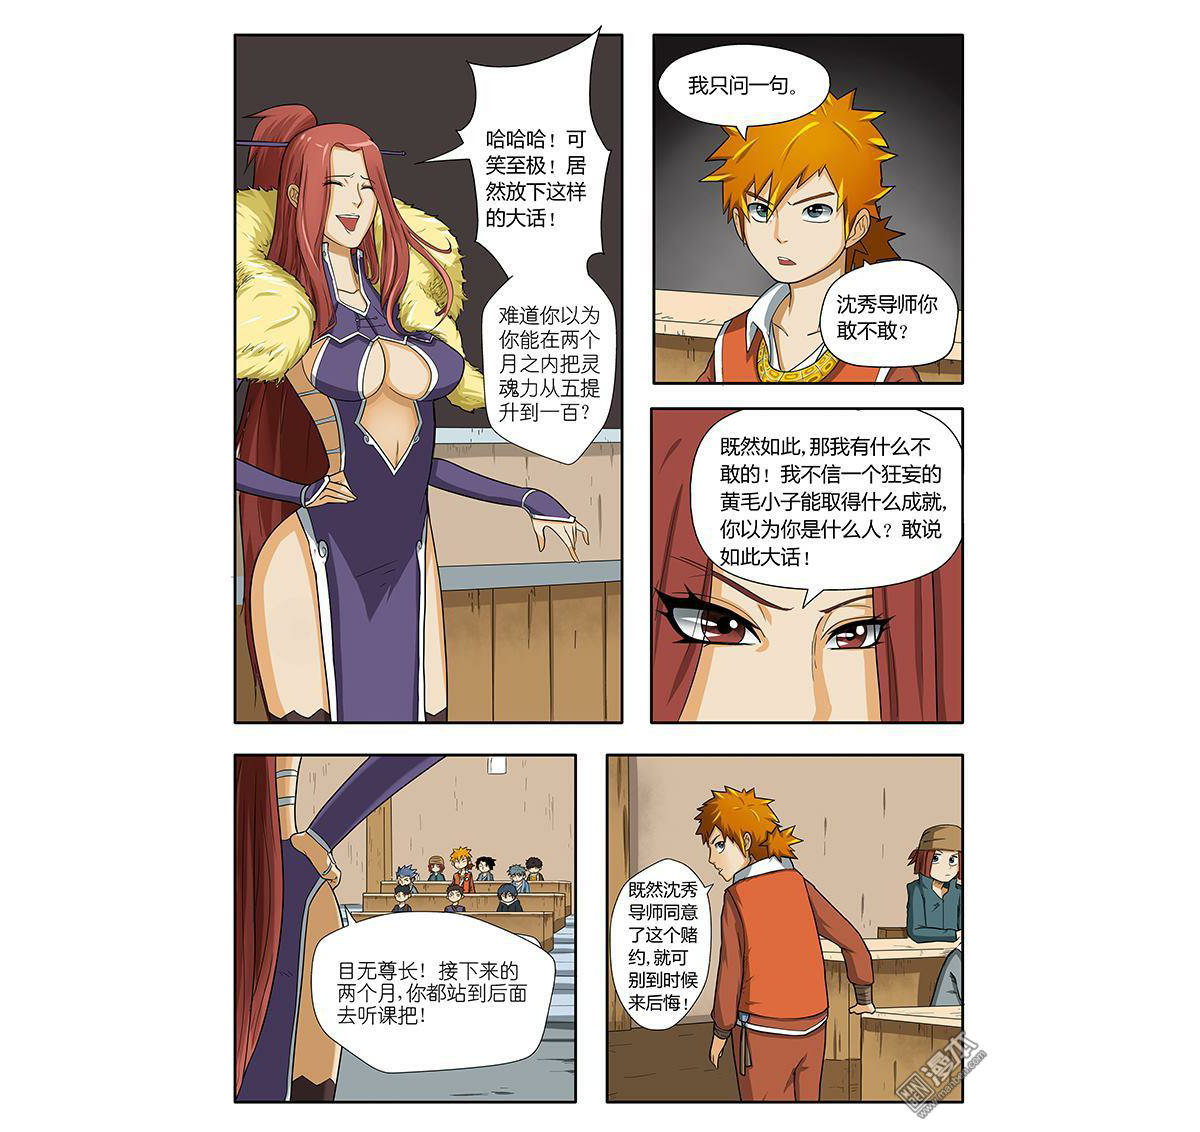 哈哈哈！可
笑至极！居
然放下这样
的大话！
难道你以为
你能在两个
月之内把灵
魂力从五提
升到一百？
我只问一句。
沈秀导师你
敢不敢？
既然如此,那我有什么不
敢的！我不信一个狂妄的
黄毛小子能取得什么成就,
你以为你是什么人？敢说
如此大话！
目无尊长！接下来的
两个月,你都站到后面
去听课把!
既然沈秀
导师同意
了这个赌
约,就可
别到时候
来后悔!
漫本
www.manben.com